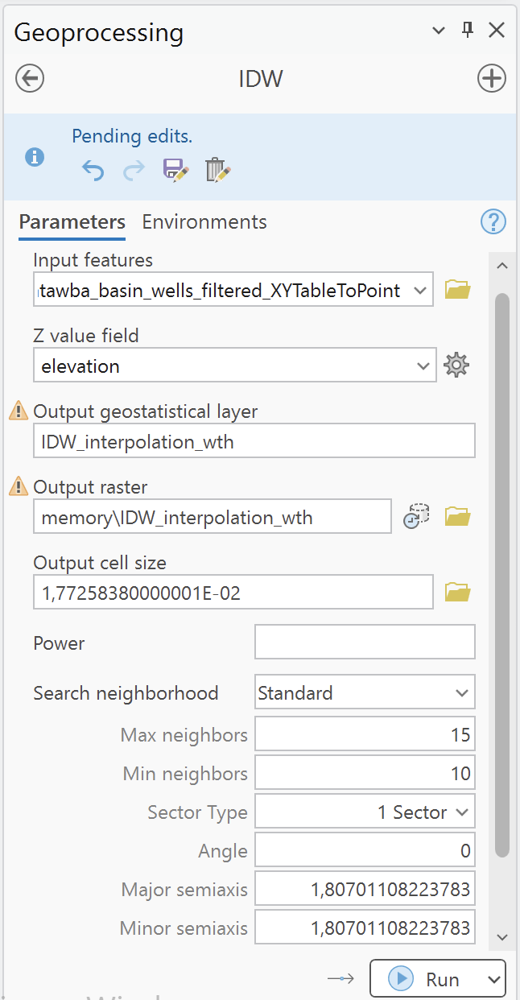 Geoprocessing
IDW
Pending edits.
Parameters Environments
Input features
tawba_basin_wells_filtered_XYTableToPoint
Z value field
elevation
Output geostatistical layer
IDW_interpolation_wth
Output raster
memory\IDW_interpolation_wth
Output cell size
1,77258380000001E-02
Power
Search neighborhood Standard
Max neighbors 15
Min neighbors 10
Sector Type 1 Sector
Angle 0
Major semiaxis 1,80701108223783
Minor semiaxis 1,80701108223783
Run